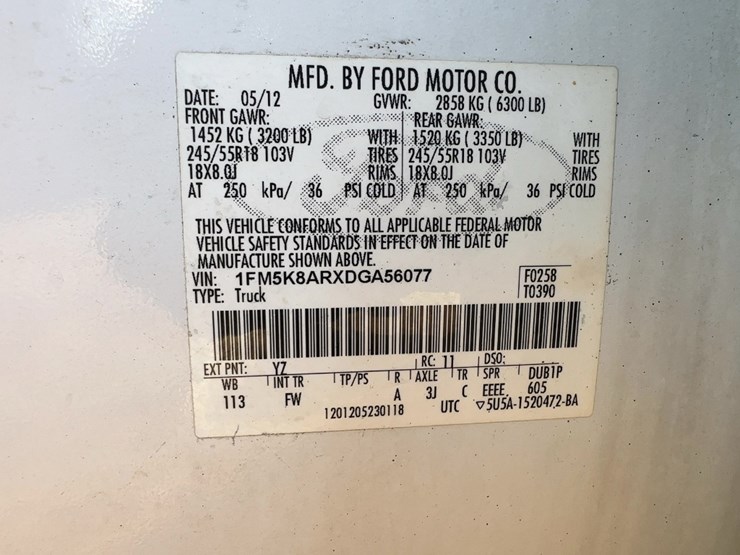 MFD. BY FORD MOTOR CO.
DATE: 05/12 GVWR: 2858 KG ( 6300 LB)
FRONT GAWR: REAR GAWR:
1452 KG ( 3200 LB) WITH 1520 KG ( 3350 LB) WITH
245/55R18 103V TIRES 245/55R18 103V TIRES
18X8.0J RIMS 18X8.0J RIMS
AT 250 kPa/ 36 PSI COLD AT 250 kPa/ 36 PSI COLD
THIS VEHICLE CONFORMS TO ALL APPLICABLE FEDERAL MOTOR
VEHICLE SAFETY STANDARDS IN EFFECT ON THE DATE OF
MANUFACTURE SHOWN ABOVE.
VIN: 1FM5K8ARXDGA56077 F0258
TYPE: Truck T0390
EXT PNT: YZ RC: 11 DSO:
WB INT TR TP/PS R AXLE TR SPR DUB1P
113 FW A 3J C EEEE 605
1201205230118 UTC ▽5U5A-1520472-BA